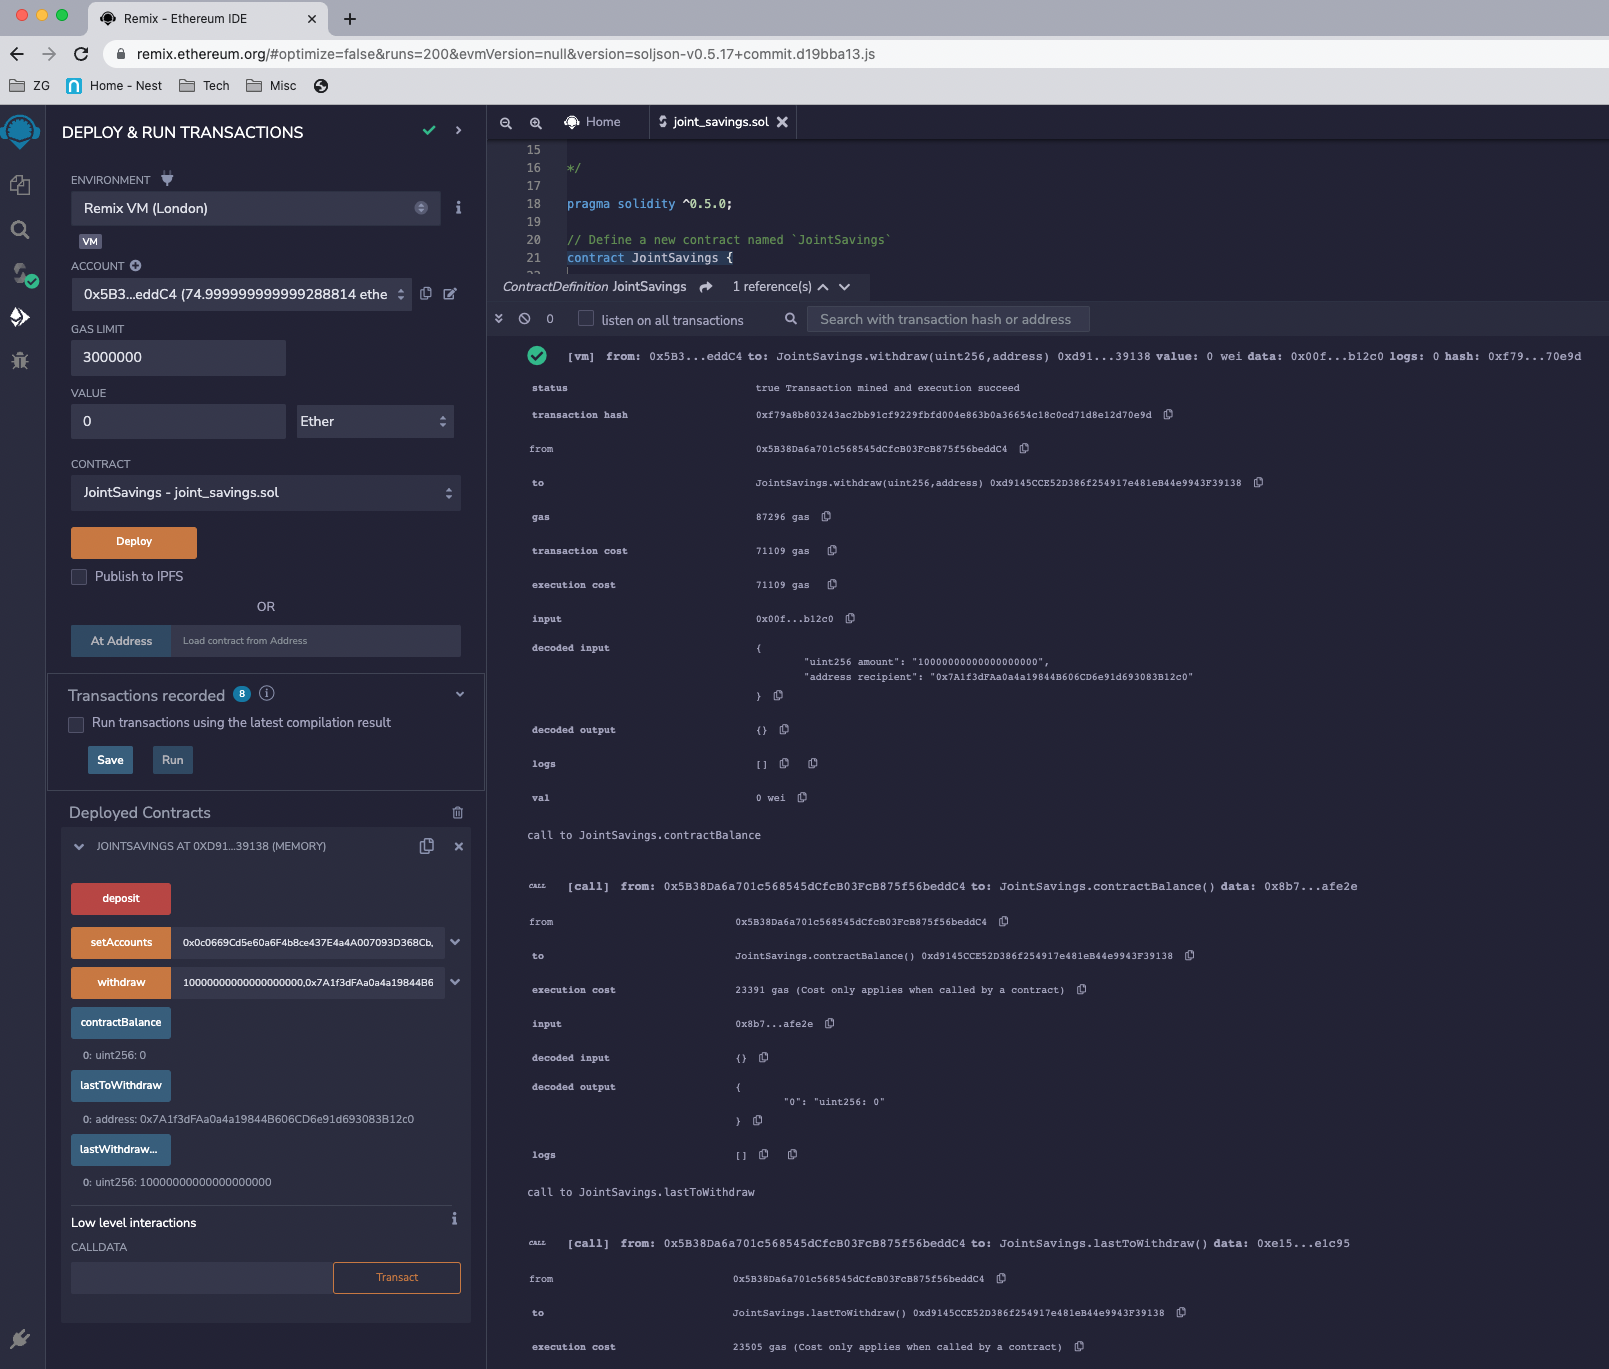 Remix - Ethereum IDE
remix.ethereum.org/#optimize=false&runs=200&evmVersion=null&version=soljson-v0.5.17+commit.d19bba13.js
ZG
Home - Nest
Tech
Misc
DEPLOY & RUN TRANSACTIONS
ENVIRONMENT
Remix VM (London)
VM
ACCOUNT
0x5B3...eddC4 (74.999999999999288814 ethe
GAS LIMIT
3000000
VALUE
0
Ether
CONTRACT
JointSavings - joint_savings.sol
Deploy
Publish to IPFS
OR
At Address
Load contract from Address
Transactions recorded 8
Run transactions using the latest compilation result
Save
Run
Deployed Contracts
JOINTSAVINGS AT 0XD91...39138 (MEMORY)
deposit
setAccounts
0x0c0669Cd5e60a6F4b8ce437E4a4A007093D368Cb,
withdraw
10000000000000000000,0x7A1f3dFAa0a4a19844B6
contractBalance
0: uint256: 0
lastToWithdraw
0: address: 0x7A1f3dFAa0a4a19844B606CD6e91d693083B12c0
lastWithdraw...
0: uint256: 10000000000000000000
Low level interactions
CALLDATA
Transact
Home
joint_savings.sol
15
16 */
17
18 pragma solidity ^0.5.0;
19
20 // Define a new contract named `JointSavings`
21 contract JointSavings {
ContractDefinition JointSavings
1 reference(s)
0
listen on all transactions
Search with transaction hash or address
[vm] from: 0x5B3...eddC4 to: JointSavings.withdraw(uint256,address) 0xd91...39138 value: 0 wei data: 0x00f...b12c0 logs: 0 hash: 0xf79...70e9d
status true Transaction mined and execution succeed
transaction hash 0xf79a8b803243ac2bb91cf9229fbfd004e863b0a36654c18c0cd71d8e12d70e9d
from 0x5B38Da6a701c568545dCfcB03FcB875f56beddC4
to JointSavings.withdraw(uint256,address) 0xd9145CCE52D386f254917e481eB44e9943F39138
gas 87296 gas
transaction cost 71109 gas
execution cost 71109 gas
input 0x00f...b12c0
decoded input {
"uint256 amount": "10000000000000000000",
"address recipient": "0x7A1f3dFAa0a4a19844B606CD6e91d693083B12c0"
}
decoded output {}
logs []
val 0 wei
call to JointSavings.contractBalance
CALL [call] from: 0x5B38Da6a701c568545dCfcB03FcB875f56beddC4 to: JointSavings.contractBalance() data: 0x8b7...afe2e
from 0x5B38Da6a701c568545dCfcB03FcB875f56beddC4
to JointSavings.contractBalance() 0xd9145CCE52D386f254917e481eB44e9943F39138
execution cost 23391 gas (Cost only applies when called by a contract)
input 0x8b7...afe2e
decoded input {}
decoded output {
"0": "uint256: 0"
}
logs []
call to JointSavings.lastToWithdraw
CALL [call] from: 0x5B38Da6a701c568545dCfcB03FcB875f56beddC4 to: JointSavings.lastToWithdraw() data: 0xe15...e1c95
from 0x5B38Da6a701c568545dCfcB03FcB875f56beddC4
to JointSavings.lastToWithdraw() 0xd9145CCE52D386f254917e481eB44e9943F39138
execution cost 23505 gas (Cost only applies when called by a contract)